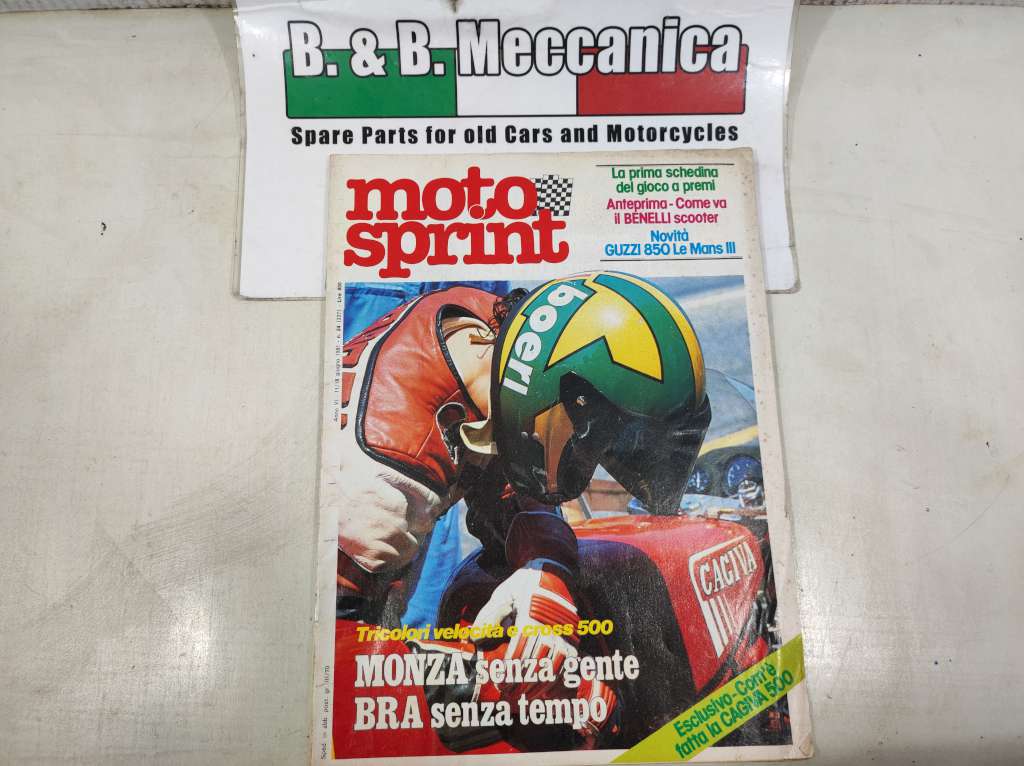 B. & B. Meccanica
Spare Parts for old Cars and Motorcycles
moto
sprint
La prima schedina
del gioco a premi
Anteprima - Come va
il BENELLI scooter
Novità
GUZZI 850 Le Mans III
boeri
CAGIVA
Tricolori velocità e cross 500
MONZA senza gente
BRA senza tempo
Esclusivo - Com'è
fatta la CAGIVA 500